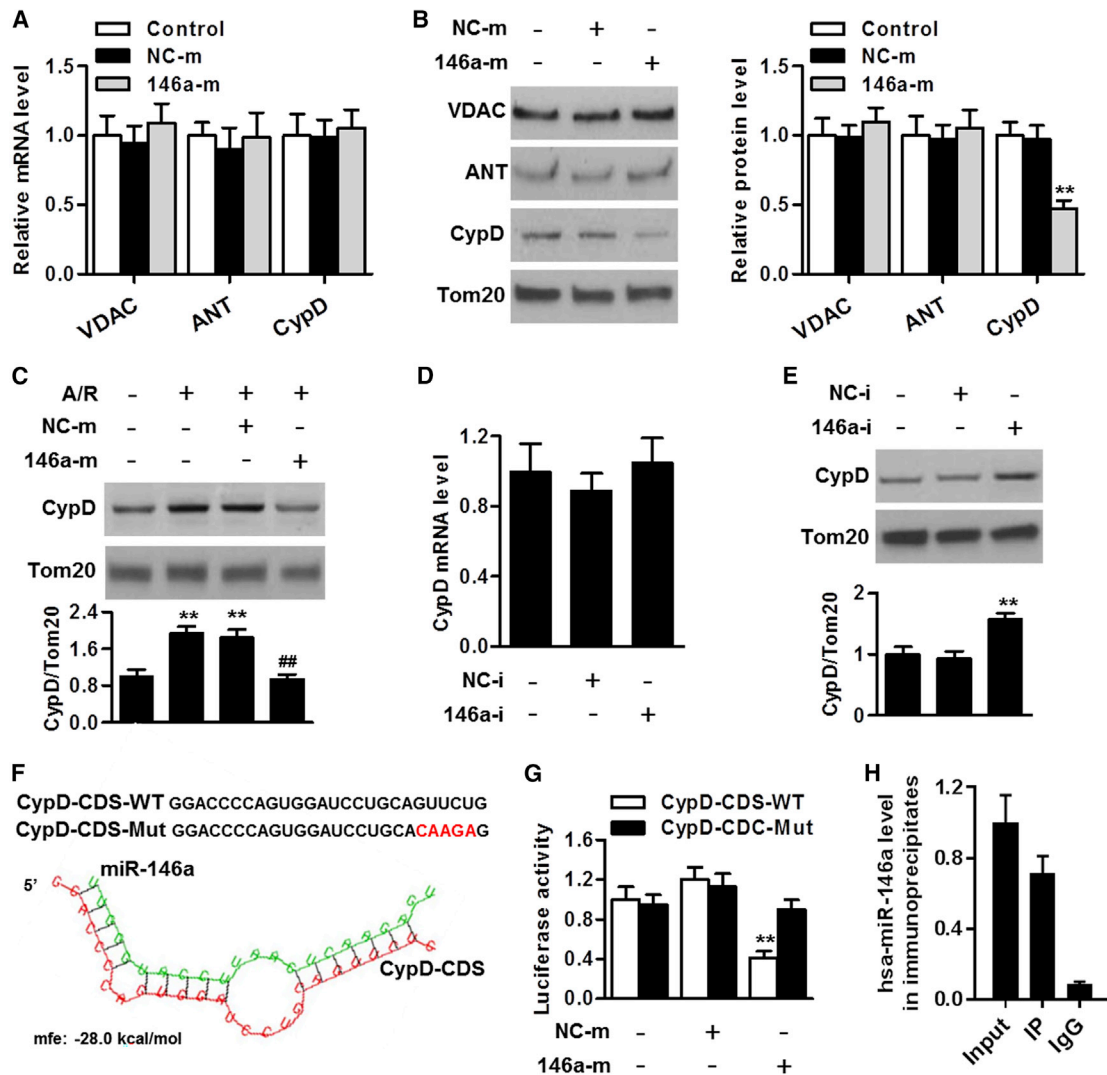 A
Control
NC-m
146a-m
Relative mRNA level
1.5
1.0
0.5
0.0
VDAC
ANT
CypD
B
NC-m - + -
146a-m - - +
VDAC
ANT
CypD
Tom20
Control
NC-m
146a-m
Relative protein level
1.5
1.0
0.5
0.0
**
VDAC
ANT
CypD
C
A/R - + + +
NC-m - - + -
146a-m - - - +
CypD
Tom20
CypD/Tom20
2.4
1.6
0.8
0.0
** ** ##
D
CypD mRNA level
1.2
0.8
0.4
0.0
NC-i - + -
146a-i - - +
E
NC-i - + -
146a-i - - +
CypD
Tom20
CypD/Tom20
2
1
0
**
F
CypD-CDS-WT GGACCCCAGUGGAUCCUGCAGUUCUG
CypD-CDS-Mut GGACCCCAGUGGAUCCUGCACAAGAG
miR-146a
5'
CypD-CDS
mfe: -28.0 kcal/mol
G
CypD-CDS-WT
CypD-CDC-Mut
Luciferase activity
1.6
1.2
0.8
0.4
0.0
**
NC-m - + -
146a-m - - +
H
hsa-miR-146a level
in immunoprecipitates
1.2
0.8
0.4
0.0
Input
IP
IgG